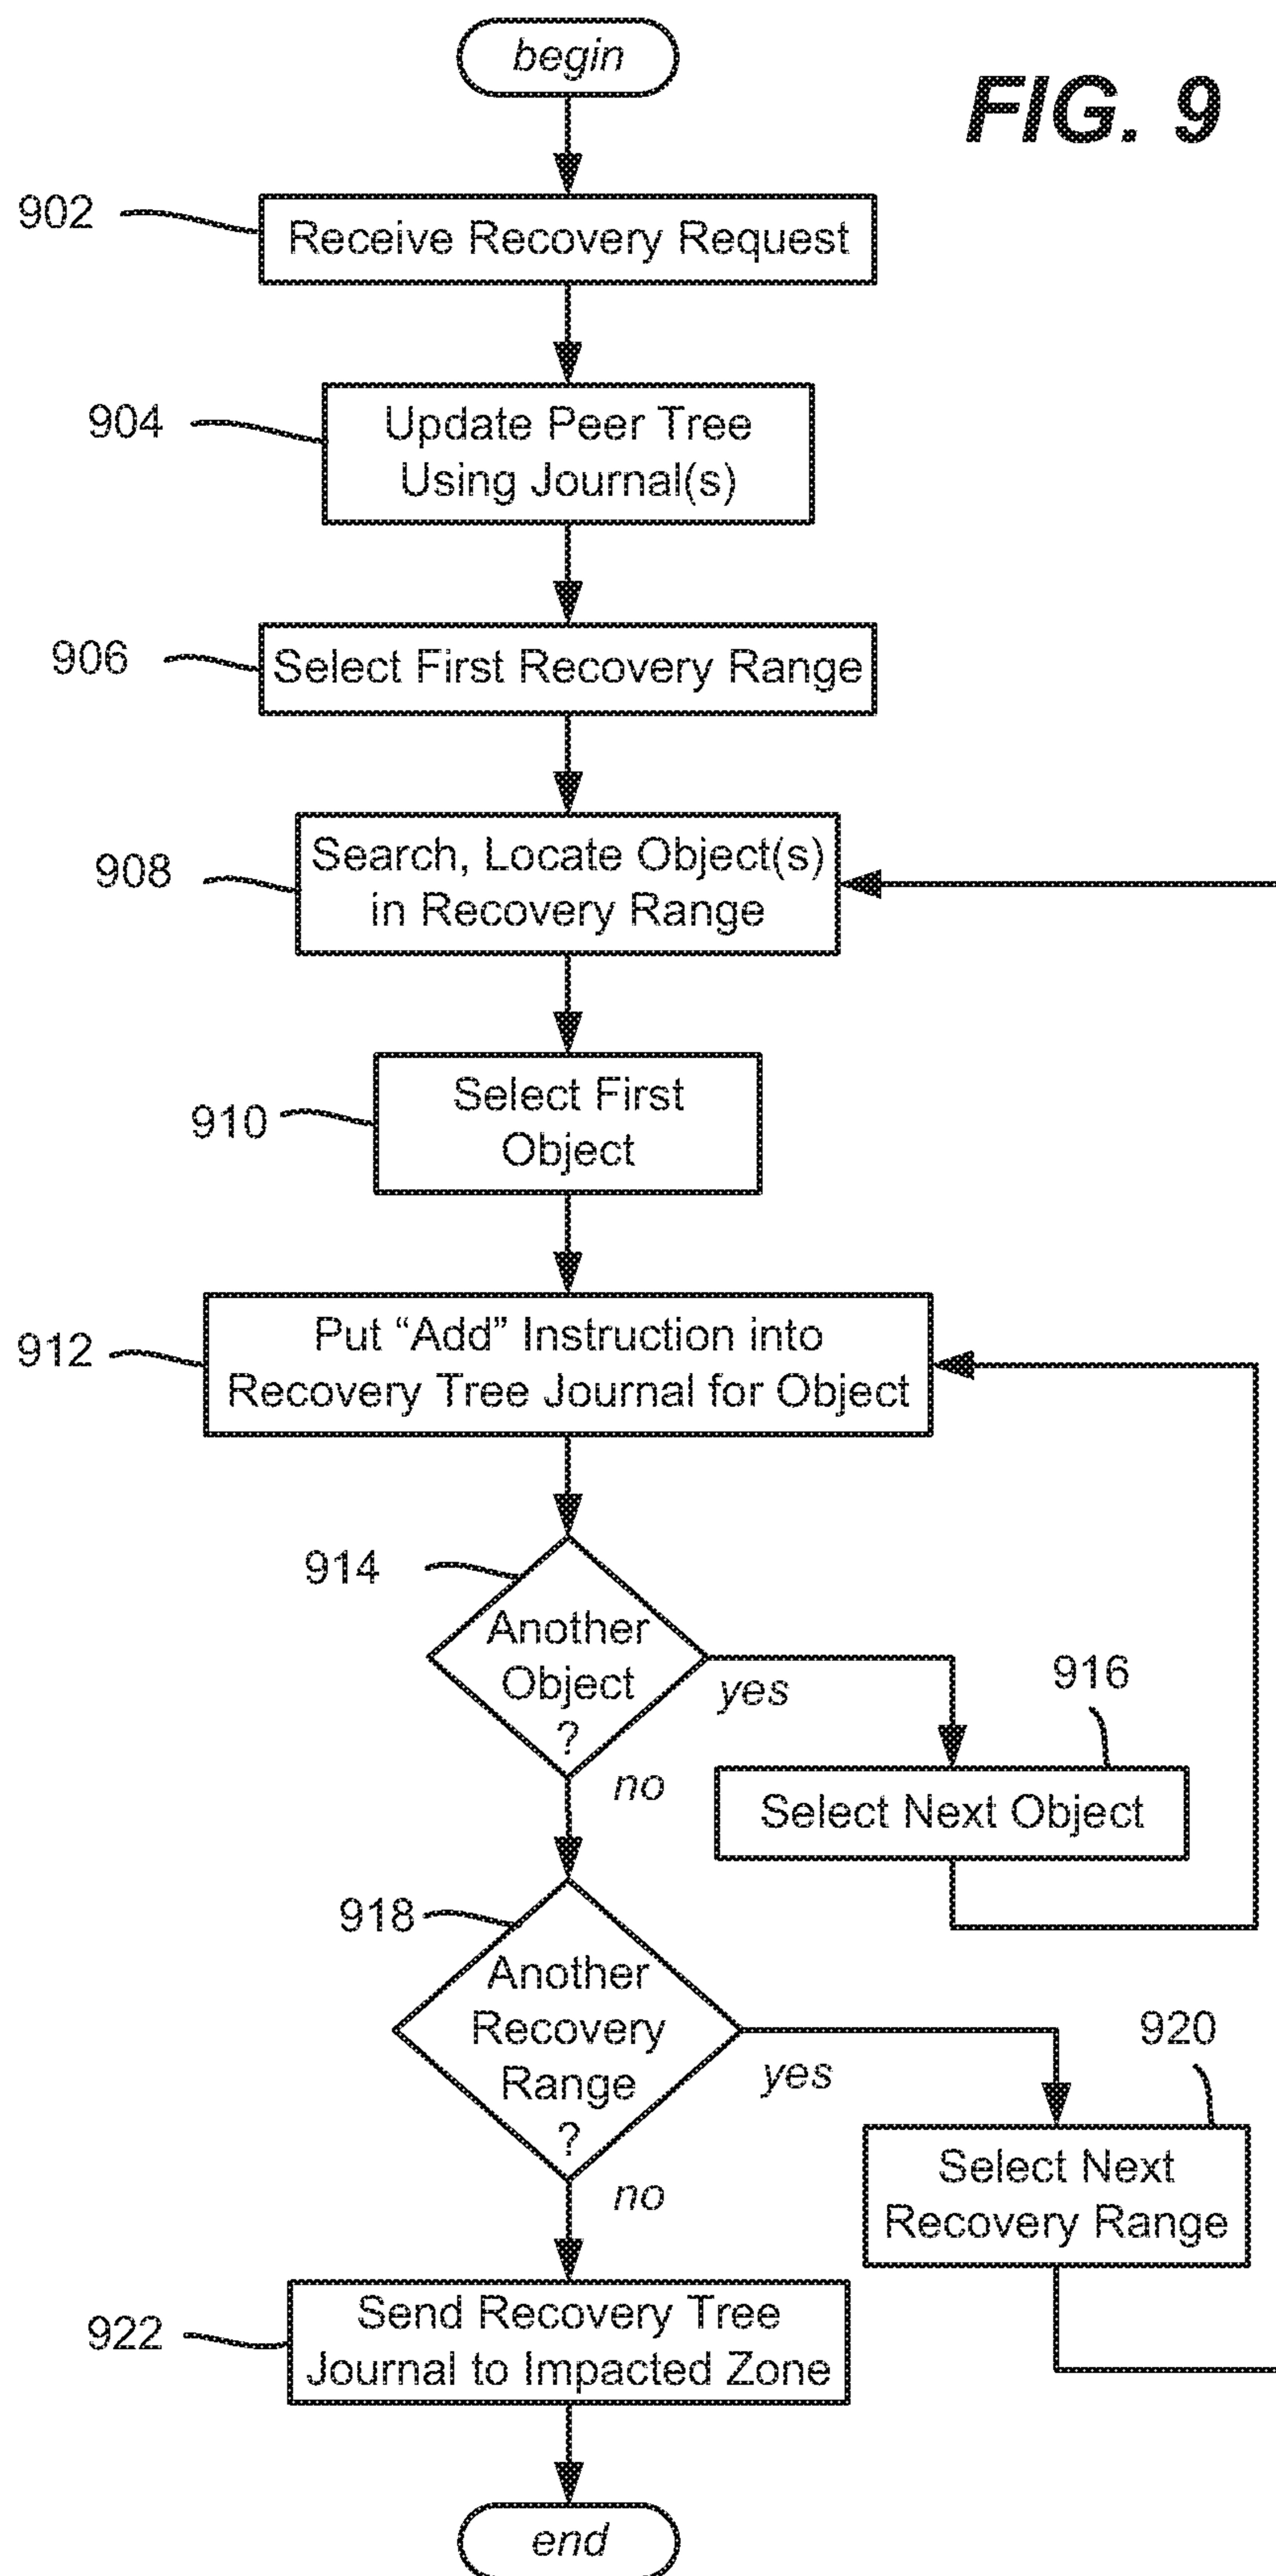 begin
FIG. 9
902
Receive Recovery Request
904
Update Peer Tree
Using Journal(s)
906
Select First Recovery Range
908
Search, Locate Object(s)
in Recovery Range
910
Select First
Object
912
Put “Add” Instruction into
Recovery Tree Journal for Object
914
Another
Object
?
yes
no
916
Select Next Object
918
Another
Recovery
Range
?
yes
no
920
Select Next
Recovery Range
922
Send Recovery Tree
Journal to Impacted Zone
end